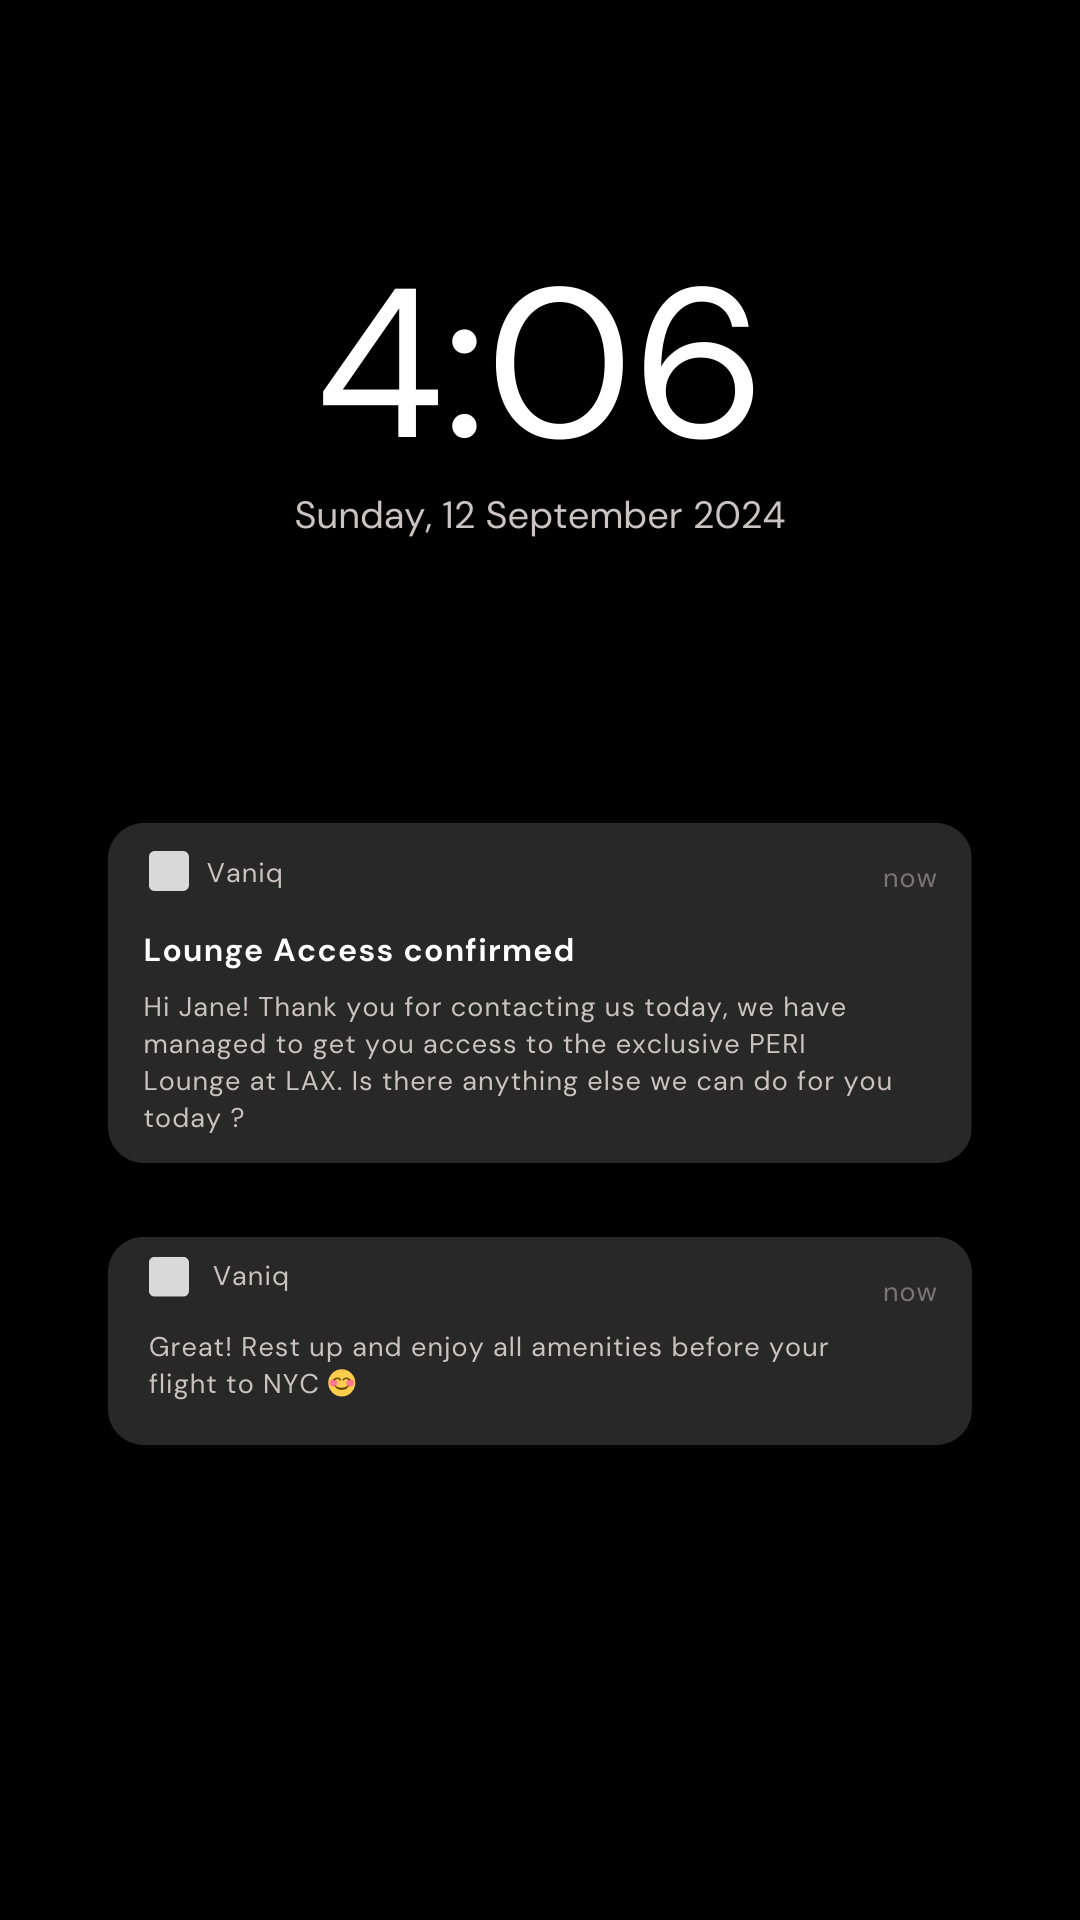 4:06
Sunday, 12 September 2024
Vaniq
now
Lounge Access confirmed
Hi Jane! Thank you for contacting us today, we have
managed to get you access to the exclusive PERI
Lounge at LAX. Is there anything else we can do for you
today ?
Vaniq
now
Great! Rest up and enjoy all amenities before your
flight to NYC 😊